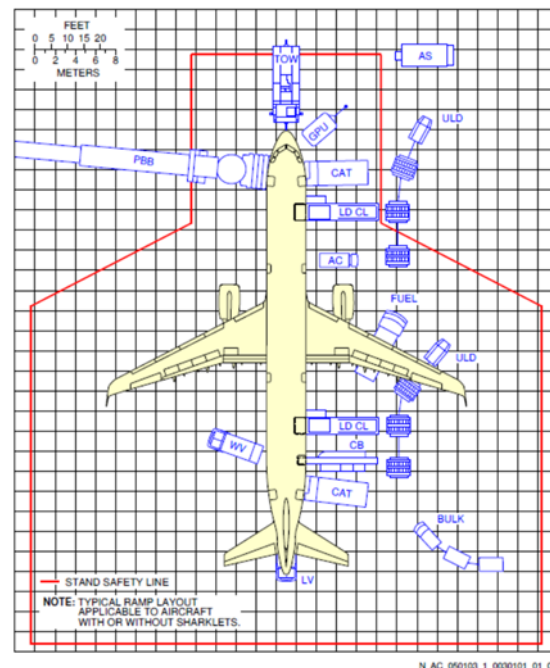 FEET
0 5 10 15 20
0 2 4 6 8
METERS
TOW
AS
GPU
ULD
PBB
CAT
LD CL
AC
FUEL
ULD
LD CL
WV
CB
CAT
BULK
LV
STAND SAFETY LINE
NOTE: TYPICAL RAMP LAYOUT
APPLICABLE TO AIRCRAFT
WITH OR WITHOUT SHARKLETS.
N_AC_050103_1_0030101_01_0